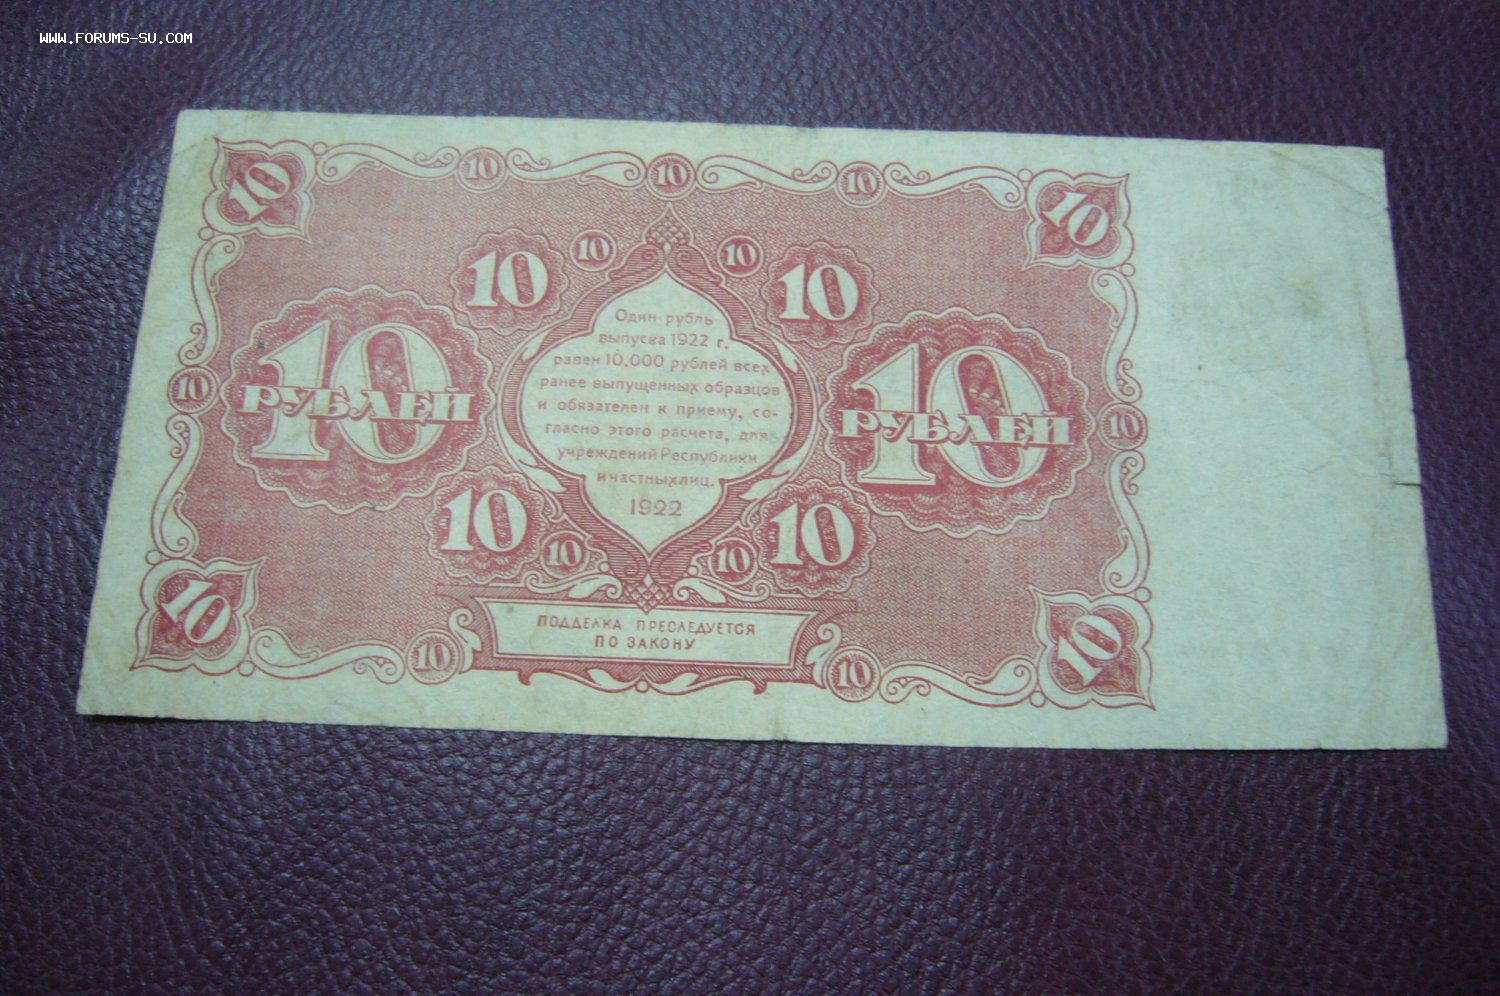 WWW.FORUMS-SU.COM
10 10 10 10 10
10 10 10 10
10 РУБЛЕЙ
Один рубль
выпуска 1922 г.
равен 10.000 рублей всех
ранее выпущенных образцов
и обязателен к приему, со-
гласно этого расчета, для
учреждений Республики
и частных лиц.
1922
10 РУБЛЕЙ
10 10
10 10 10 10
ПОДДЕЛКА ПРЕСЛЕДУЕТСЯ
ПО ЗАКОНУ
10 10 10 10